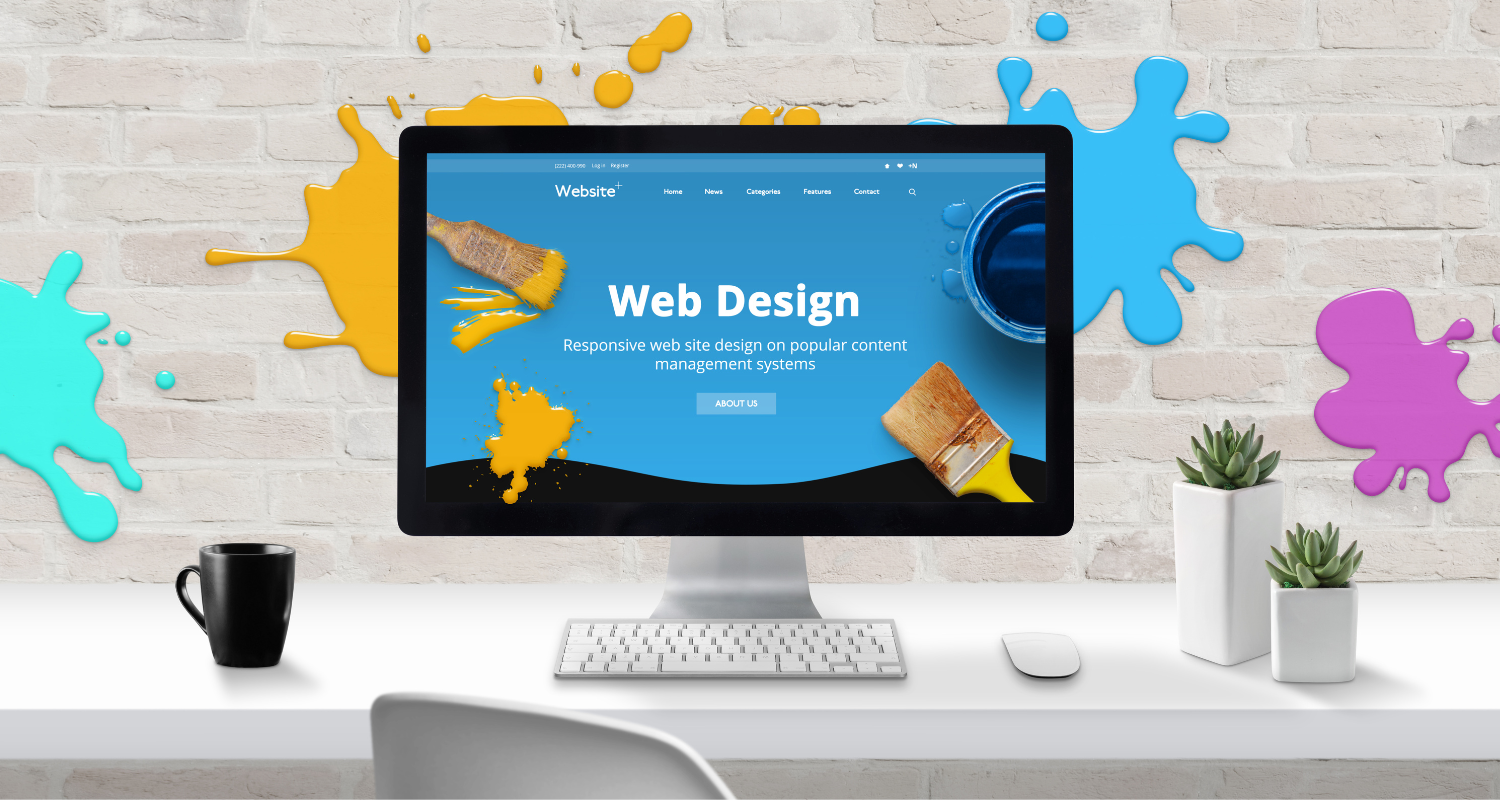 (222) 400-990 Log in Register
Website+
Home News Categories Features Contact
Web Design
Responsive web site design on popular content
management systems
ABOUT US